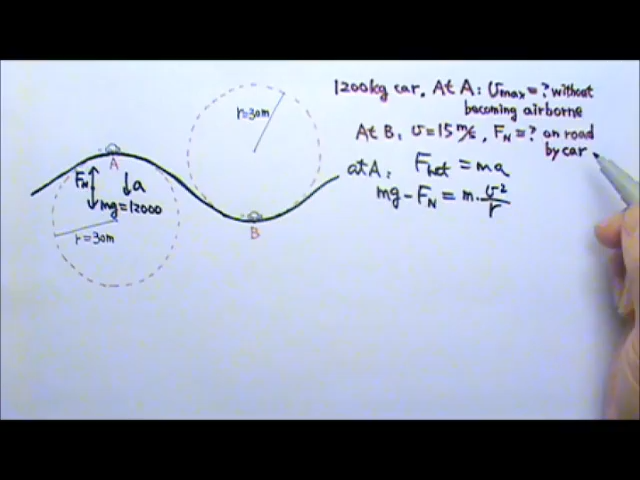 1200kg car. At A: υmax = ? without
becoming airborne
At B: υ = 15 m/s, FN = ? on road
by car
at A: Fnet = ma
mg - FN = m·υ²/r
r=30m
A
FN
a
mg=12000
r=30m
B